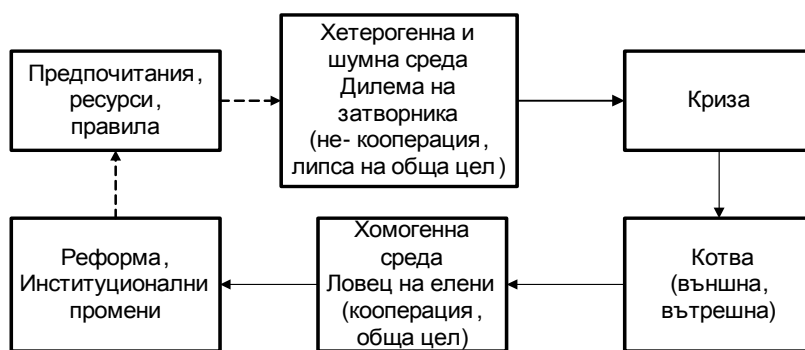 Предпочитания,
ресурси,
правила
Хетерогенна и
шумна среда
Дилема на
затворника
(не- кооперация,
липса на обща цел)
Криза
Реформа,
Институционални
промени
Хомогенна
среда
Ловец на елени
(кооперация,
обща цел)
Котва
(външна,
вътрешна)